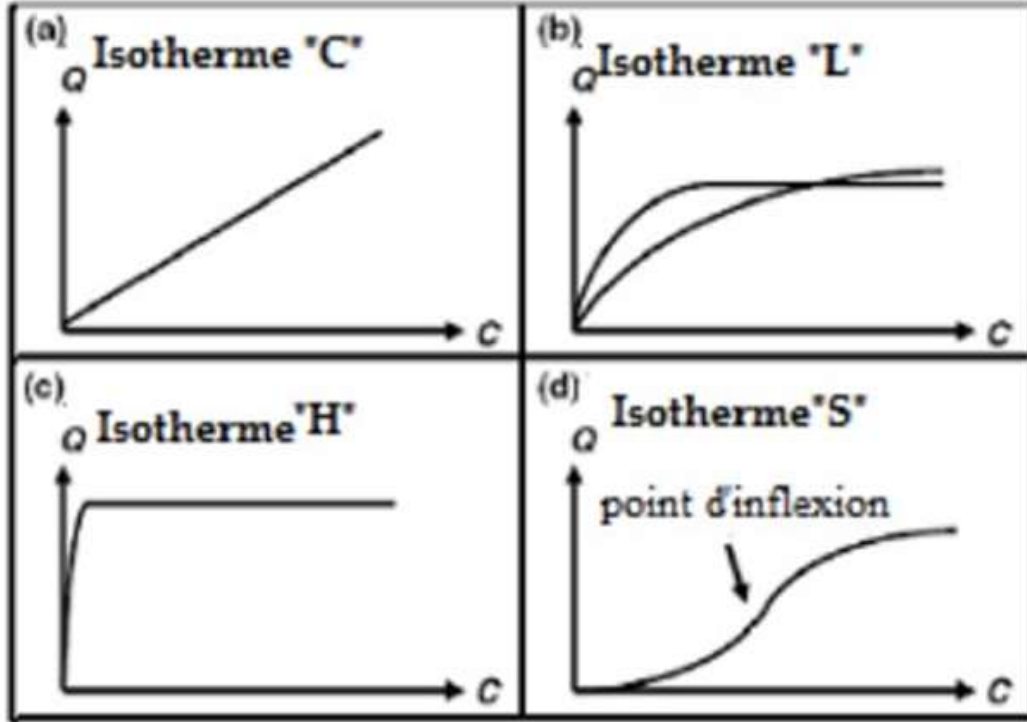 (a) Isotherme "C"
Q
C
(b)
Q Isotherme "L"
C
(c)
Q Isotherme "H"
C
(d) Isotherme "S"
Q
point d'inflexion
C